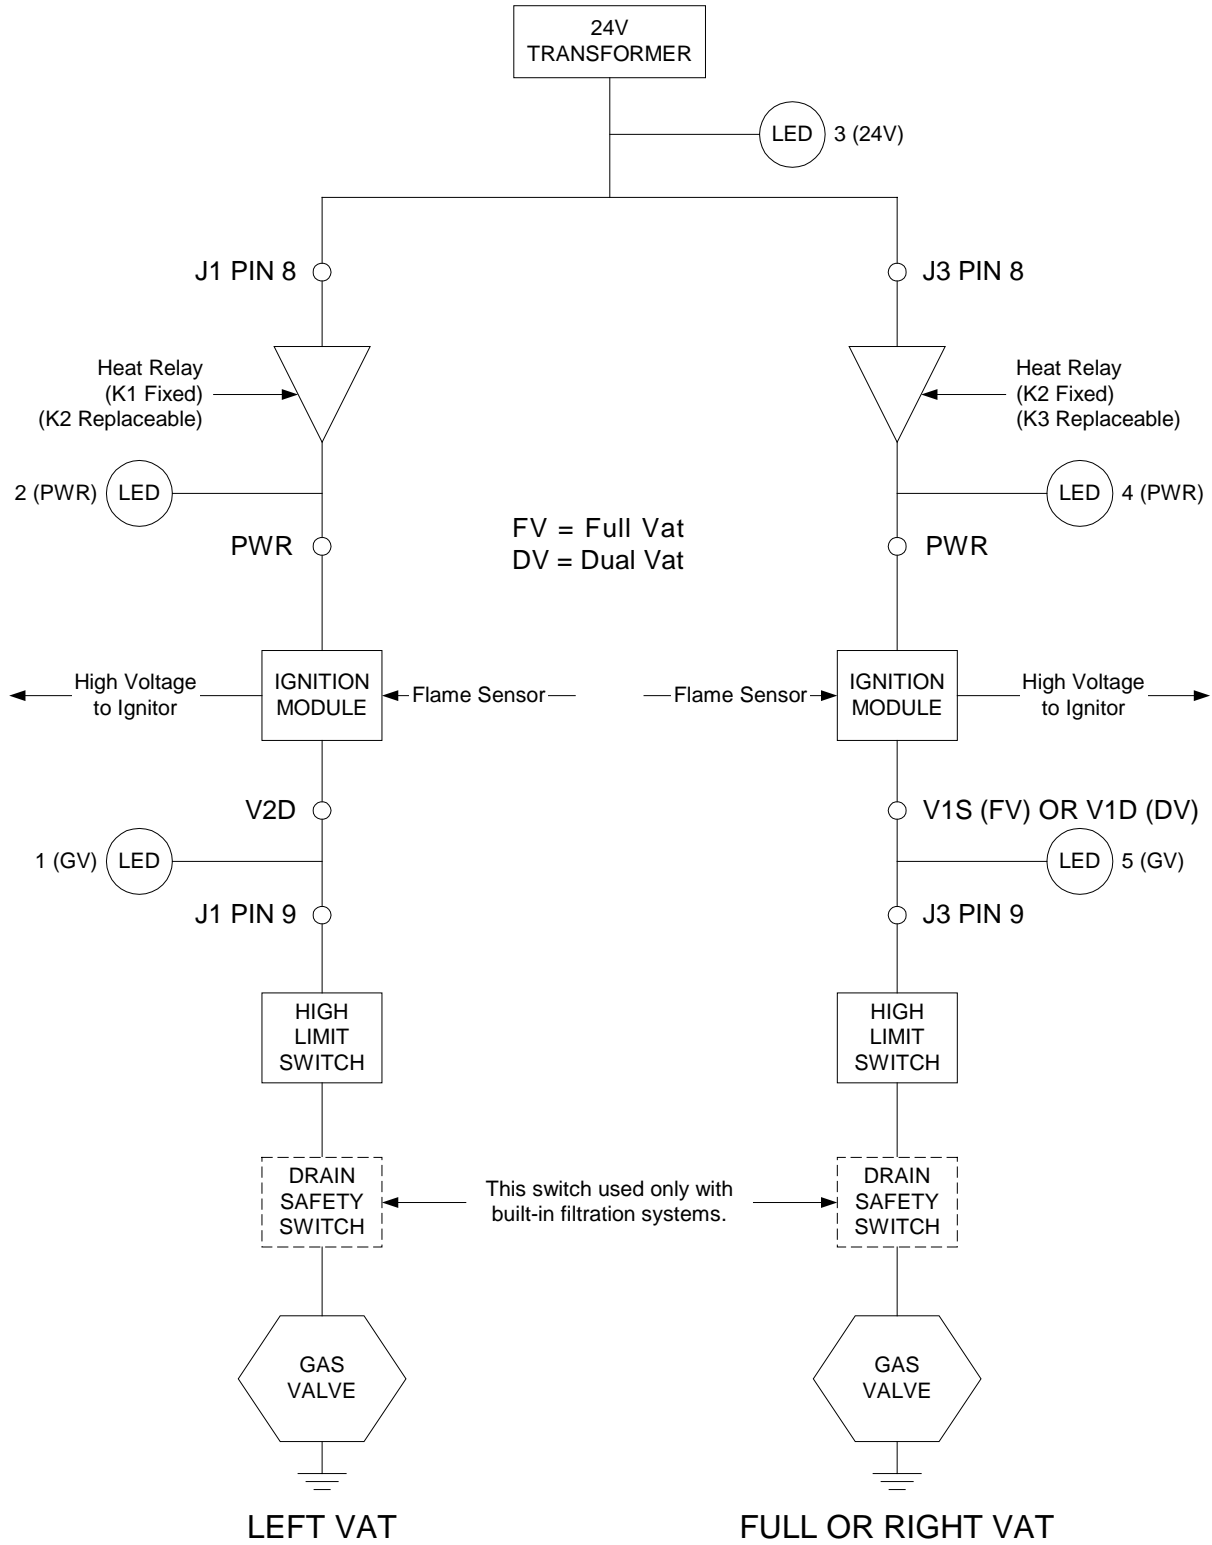 24V
TRANSFORMER
LED 3 (24V)
J1 PIN 8
J3 PIN 8
Heat Relay
(K1 Fixed)
(K2 Replaceable)
Heat Relay
(K2 Fixed)
(K3 Replaceable)
2 (PWR) LED
LED 4 (PWR)
FV = Full Vat
DV = Dual Vat
PWR
PWR
High Voltage
to Ignitor
IGNITION
MODULE
Flame Sensor
Flame Sensor
IGNITION
MODULE
High Voltage
to Ignitor
V2D
V1S (FV) OR V1D (DV)
1 (GV) LED
LED 5 (GV)
J1 PIN 9
J3 PIN 9
HIGH
LIMIT
SWITCH
HIGH
LIMIT
SWITCH
DRAIN
SAFETY
SWITCH
This switch used only with
built-in filtration systems.
DRAIN
SAFETY
SWITCH
GAS
VALVE
GAS
VALVE
LEFT VAT
FULL OR RIGHT VAT